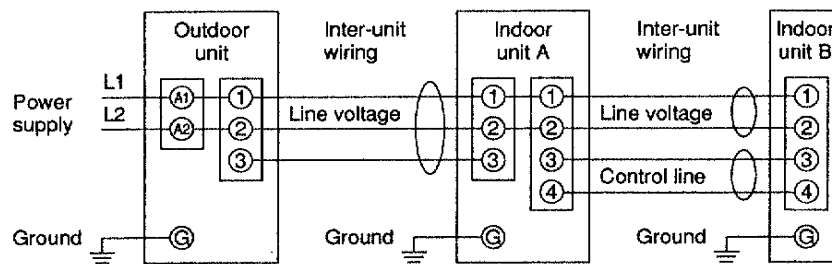 Outdoor unit
Inter-unit wiring
Indoor unit A
Inter-unit wiring
Indoor unit B
Power supply
L1
L2
A1
A2
1
2
3
Line voltage
1
2
3
1
2
3
4
Line voltage
Control line
1
2
3
4
Ground
G
Ground
G
Ground
G